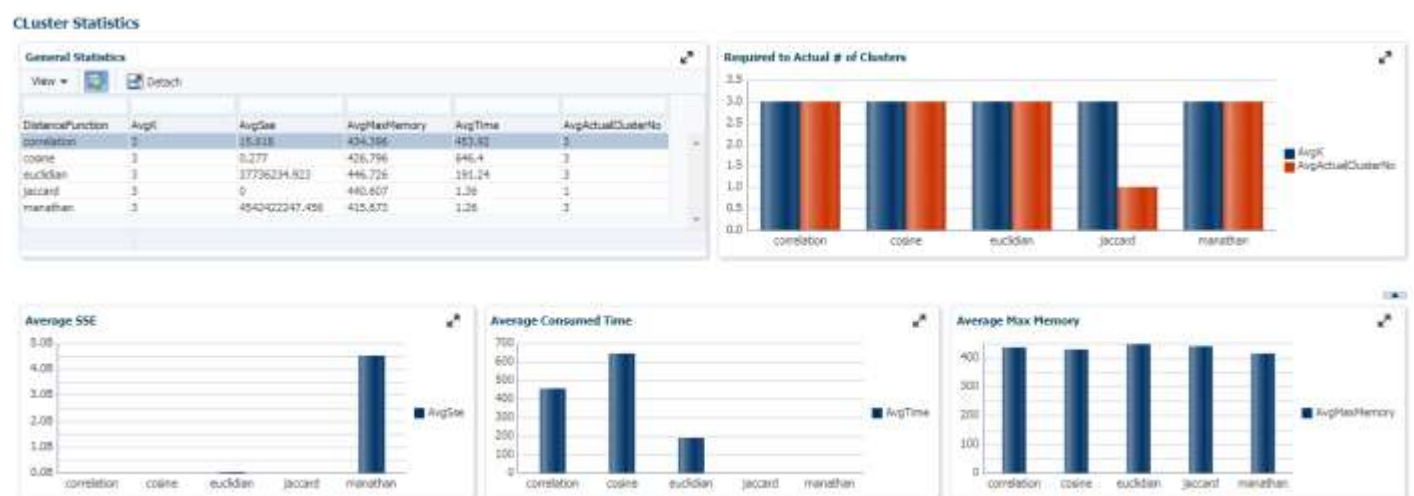 CLuster Statistics
General Statistics
View
Detach
DistanceFunction AvgK AvgSse AvgMaxMemory AvgTime AvgActualClusterNo
correlation 3 15.818 434.396 453.92 3
cosine 3 0.277 426.796 646.4 3
euclidian 3 37736234.923 446.726 191.24 3
jaccard 3 0 440.607 1.36 1
manathan 3 4542422247.458 415.673 1.26 3
Required to Actual # of Clusters
3.5
3.0
2.5
2.0
1.5
1.0
0.5
0.0
correlation cosine euclidian jaccard manathan
AvgK
AvgActualClusterNo
Average SSE
5.0B
4.0B
3.0B
2.0B
1.0B
0.0B
correlation cosine euclidian jaccard manathan
AvgSse
Average Consumed Time
700
600
500
400
300
200
100
0
correlation cosine euclidian jaccard manathan
AvgTime
Average Max Memory
400
300
200
100
0
correlation cosine euclidian jaccard manathan
AvgMaxMemory